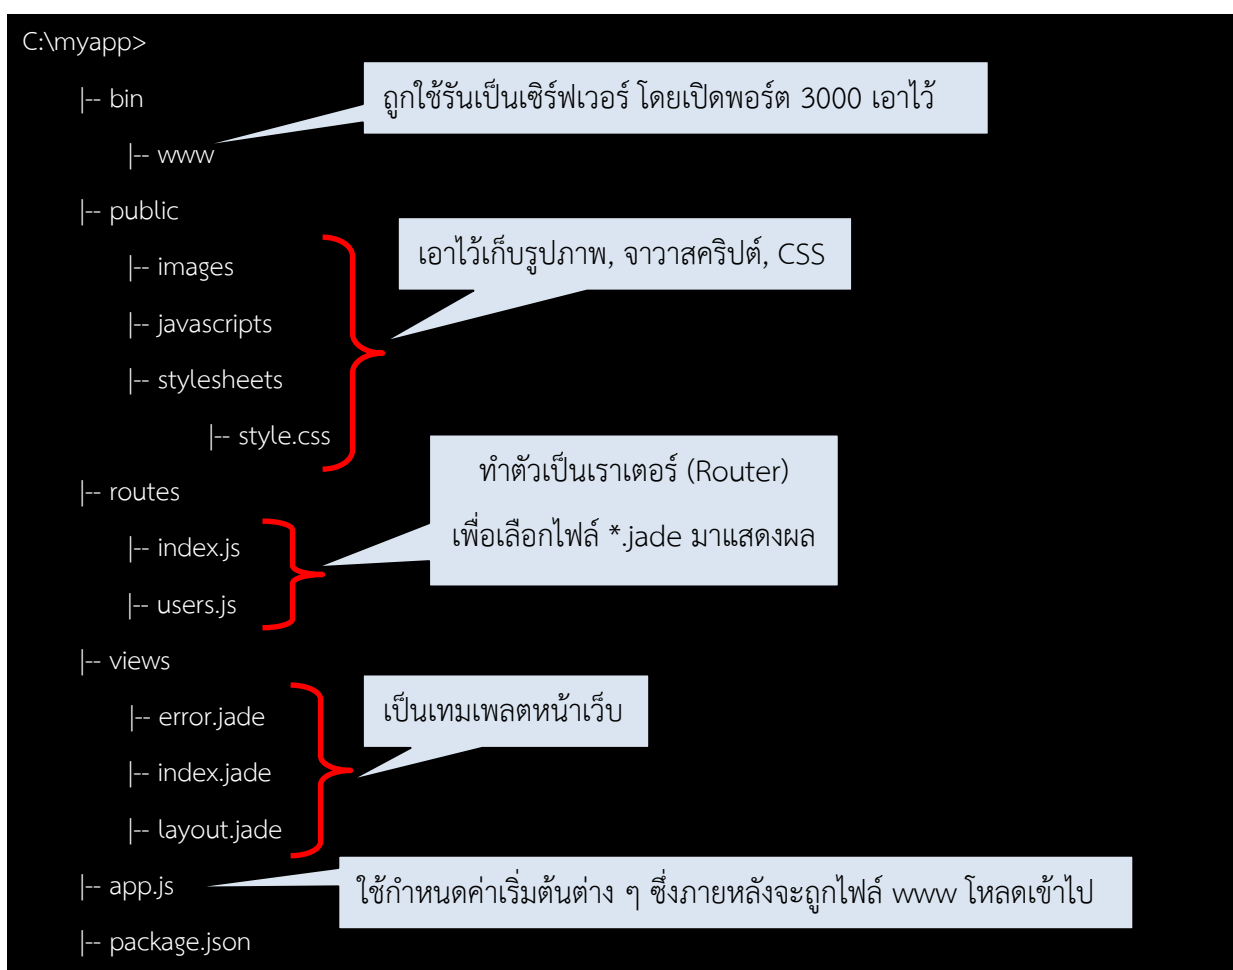 C:\myapp>
|-- bin
ถูกใช้รันเป็นเซิร์ฟเวอร์ โดยเปิดพอร์ต 3000 เอาไว้
|-- www
|-- public
เอาไว้เก็บรูปภาพ, จาวาสคริปต์, CSS
|-- images
|-- javascripts
|-- stylesheets
|-- style.css
ทำตัวเป็นเราเตอร์ (Router)
เพื่อเลือกไฟล์ *.jade มาแสดงผล
|-- routes
|-- index.js
|-- users.js
|-- views
เป็นเทมเพลตหน้าเว็บ
|-- error.jade
|-- index.jade
|-- layout.jade
|-- app.js
ใช้กำหนดค่าเริ่มต้นต่าง ๆ ซึ่งภายหลังจะถูกไฟล์ www โหลดเข้าไป
|-- package.json